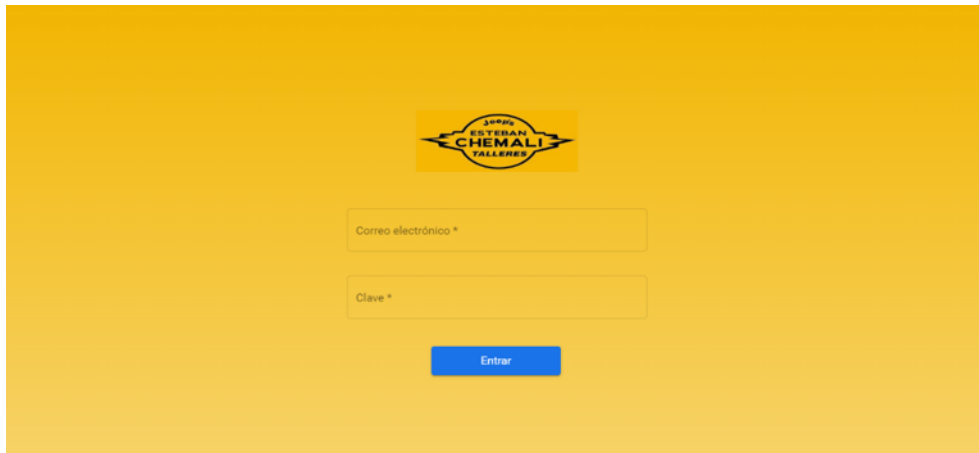 Jeep's
ESTEBAN
CHEMALI
TALLERES
Correo electrónico *
Clave *
Entrar